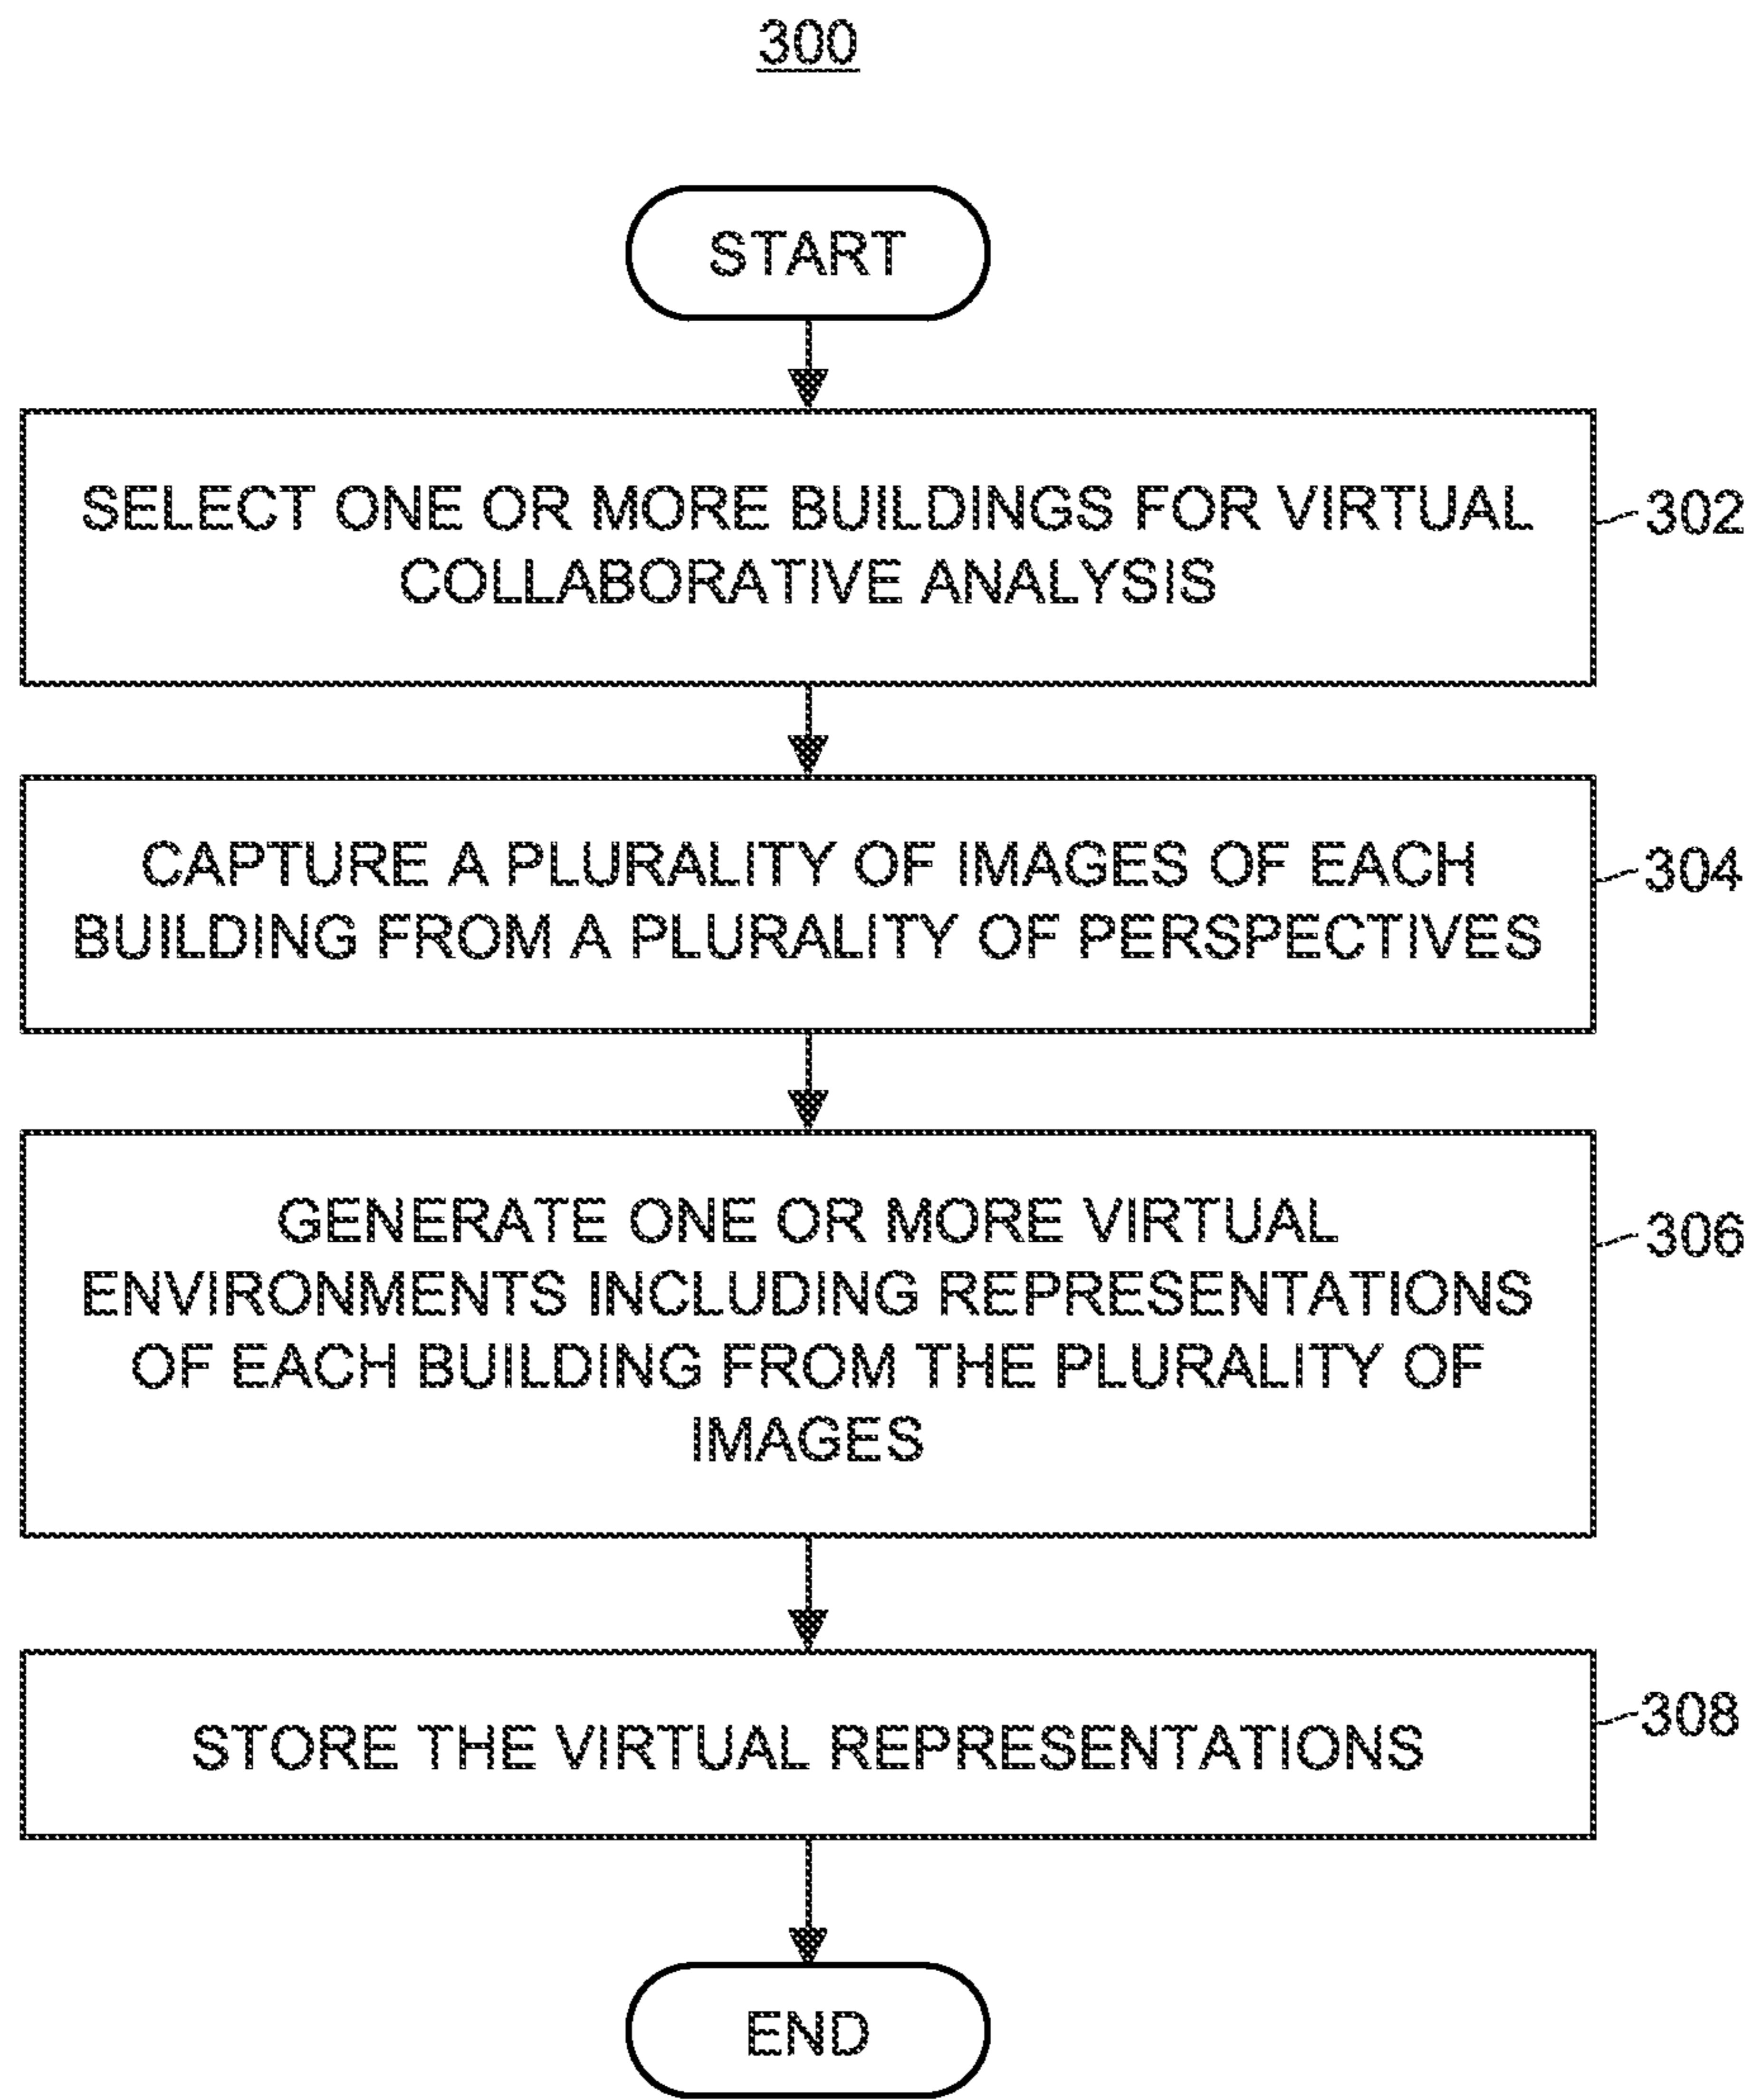 300
START
SELECT ONE OR MORE BUILDINGS FOR VIRTUAL
COLLABORATIVE ANALYSIS
302
CAPTURE A PLURALITY OF IMAGES OF EACH
BUILDING FROM A PLURALITY OF PERSPECTIVES
304
GENERATE ONE OR MORE VIRTUAL
ENVIRONMENTS INCLUDING REPRESENTATIONS
OF EACH BUILDING FROM THE PLURALITY OF
IMAGES
306
STORE THE VIRTUAL REPRESENTATIONS
308
END